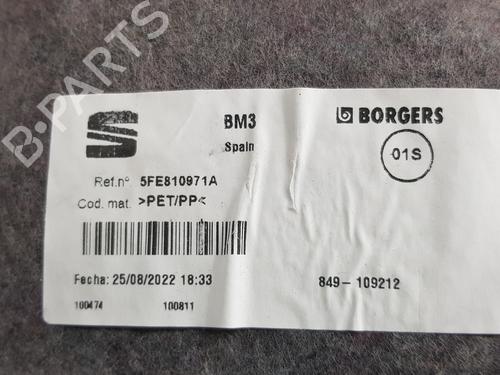 B-PARTS
BM3
Spain
BORGERS
01S
Ref.nº 5FE810971A
Cod. mat. >PET/PP<
Fecha: 25/08/2022 18:33
849-109212
100474 100811